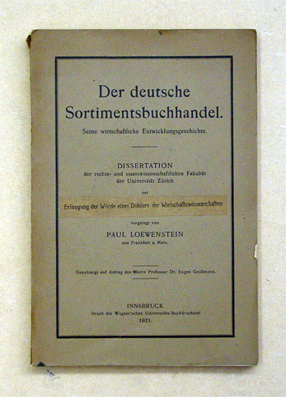 Der deutsche
Sortimentsbuchhandel.
Seine wirtschaftliche Entwicklungsgeschichte.
DISSERTATION
der rechts- und staatswissenschaftlichen Fakultät
der Universität Zürich
zur
Erlangung der Würde eines Doktors der Wirtschaftswissenschaften
vorgelegt von
PAUL LOEWENSTEIN
aus Frankfurt a. Main.
Genehmigt auf Antrag des Herrn Professor Dr. Eugen Großmann.
INNSBRUCK
Druck der Wagner'schen Universitäts-Buchdruckerei
1921.